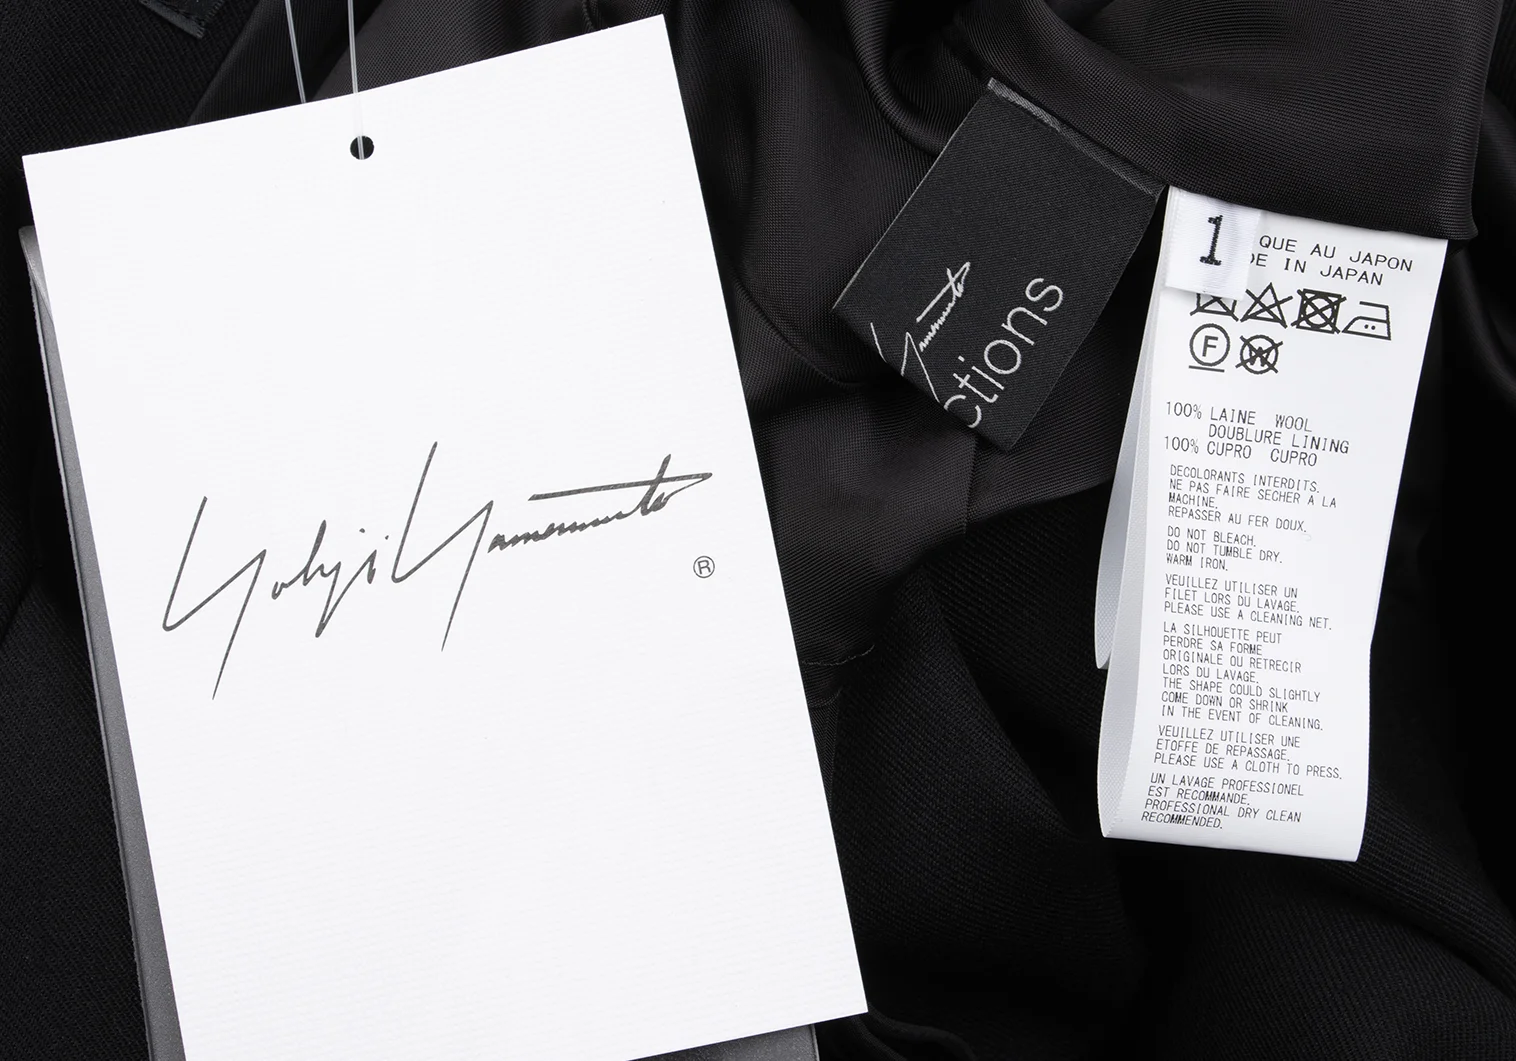 Yohji Yamamoto
®
Yamamoto
ctions
1
QUE AU JAPON
DE IN JAPAN
F
W
100% LAINE WOOL
DOUBLURE LINING
100% CUPRO CUPRO
DECOLORANTS INTERDITS.
NE PAS FAIRE SECHER A LA
MACHINE.
REPASSER AU FER DOUX.
DO NOT BLEACH.
DO NOT TUMBLE DRY.
WARM IRON.
VEUILLEZ UTILISER UN
FILET LORS DU LAVAGE.
PLEASE USE A CLEANING NET.
LA SILHOUETTE PEUT
PERDRE SA FORME
ORIGINALE OU RETRECIR
LORS DU LAVAGE.
THE SHAPE COULD SLIGHTLY
COME DOWN OR SHRINK
IN THE EVENT OF CLEANING.
VEUILLEZ UTILISER UNE
ETOFFE DE REPASSAGE.
PLEASE USE A CLOTH TO PRESS.
UN LAVAGE PROFESSIONEL
EST RECOMMANDE.
PROFESSIONAL DRY CLEAN
RECOMMENDED.